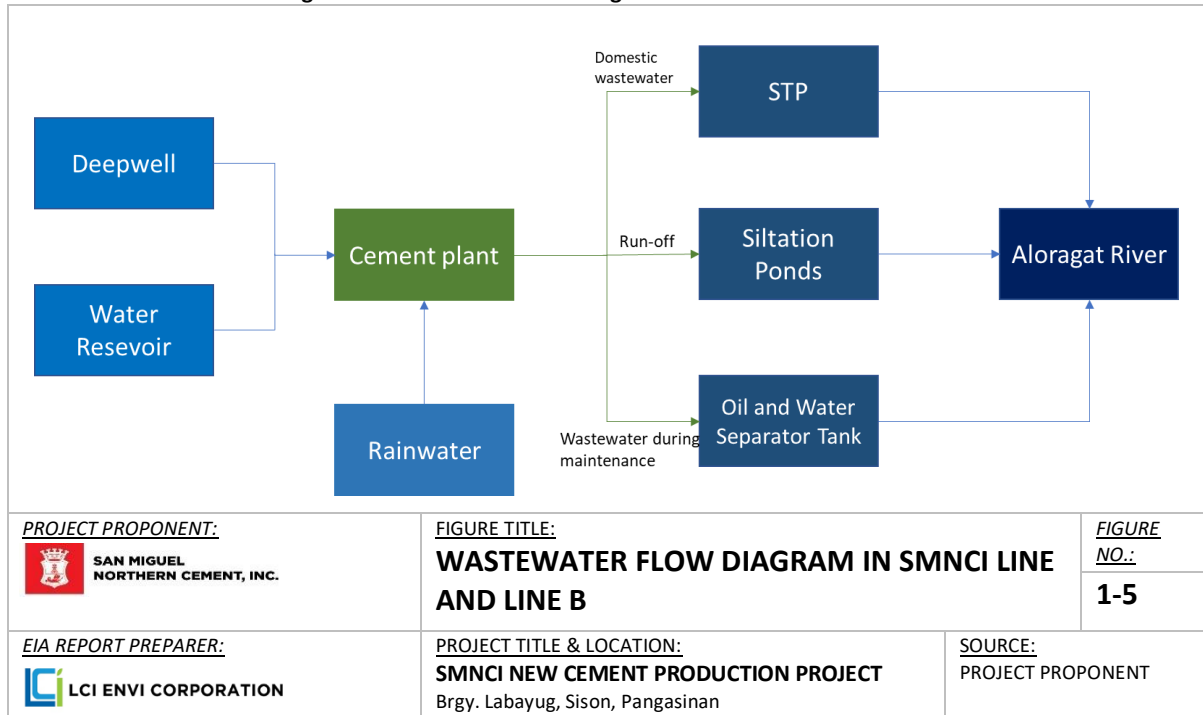 Domestic
wastewater
STP
Deepwell
Cement plant
Run-off
Siltation
Ponds
Aloragat River
Water
Resevoir
Rainwater
Wastewater during
maintenance
Oil and Water
Separator Tank
PROJECT PROPONENT:
SAN MIGUEL
NORTHERN CEMENT, INC.
FIGURE TITLE:
WASTEWATER FLOW DIAGRAM IN SMNCI LINE
AND LINE B
FIGURE
NO.:
1-5
EIA REPORT PREPARER:
LCI ENVI CORPORATION
PROJECT TITLE & LOCATION:
SMNCI NEW CEMENT PRODUCTION PROJECT
Brgy. Labayug, Sison, Pangasinan
SOURCE:
PROJECT PROPONENT